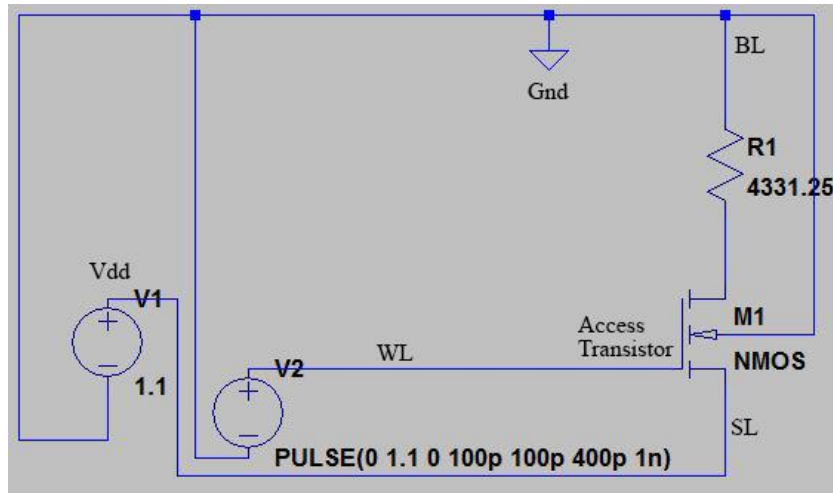 BL
Gnd
R1
4331.25
Vdd
V1
Access
Transistor
M1
WL
V2
NMOS
1.1
SL
PULSE(0 1.1 0 100p 100p 400p 1n)